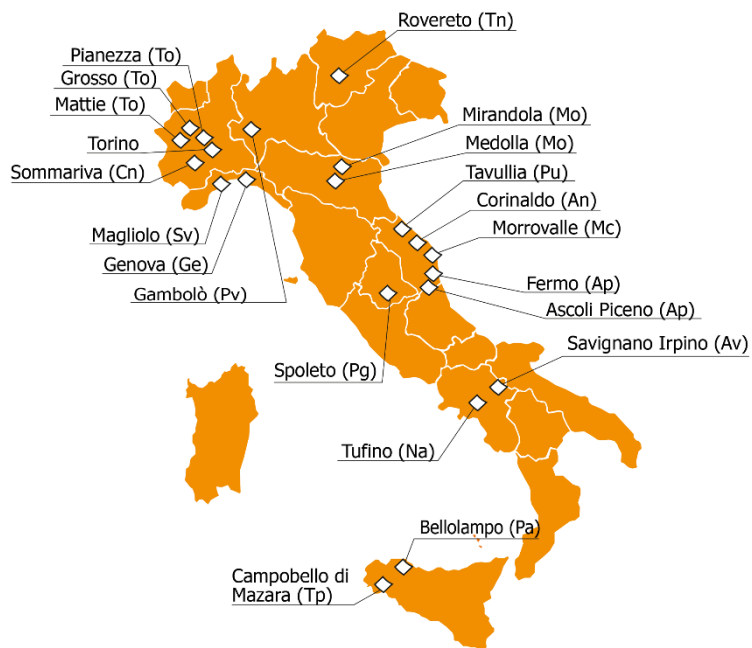 Rovereto (Tn)
Pianezza (To)
Grosso (To)
Mattie (To)
Torino
Sommariva (Cn)
Magliolo (Sv)
Genova (Ge)
Gambolò (Pv)
Mirandola (Mo)
Medolla (Mo)
Tavullia (Pu)
Corinaldo (An)
Morrovalle (Mc)
Fermo (Ap)
Ascoli Piceno (Ap)
Savignano Irpino (Av)
Spoleto (Pg)
Tufino (Na)
Bellolampo (Pa)
Campobello di
Mazara (Tp)